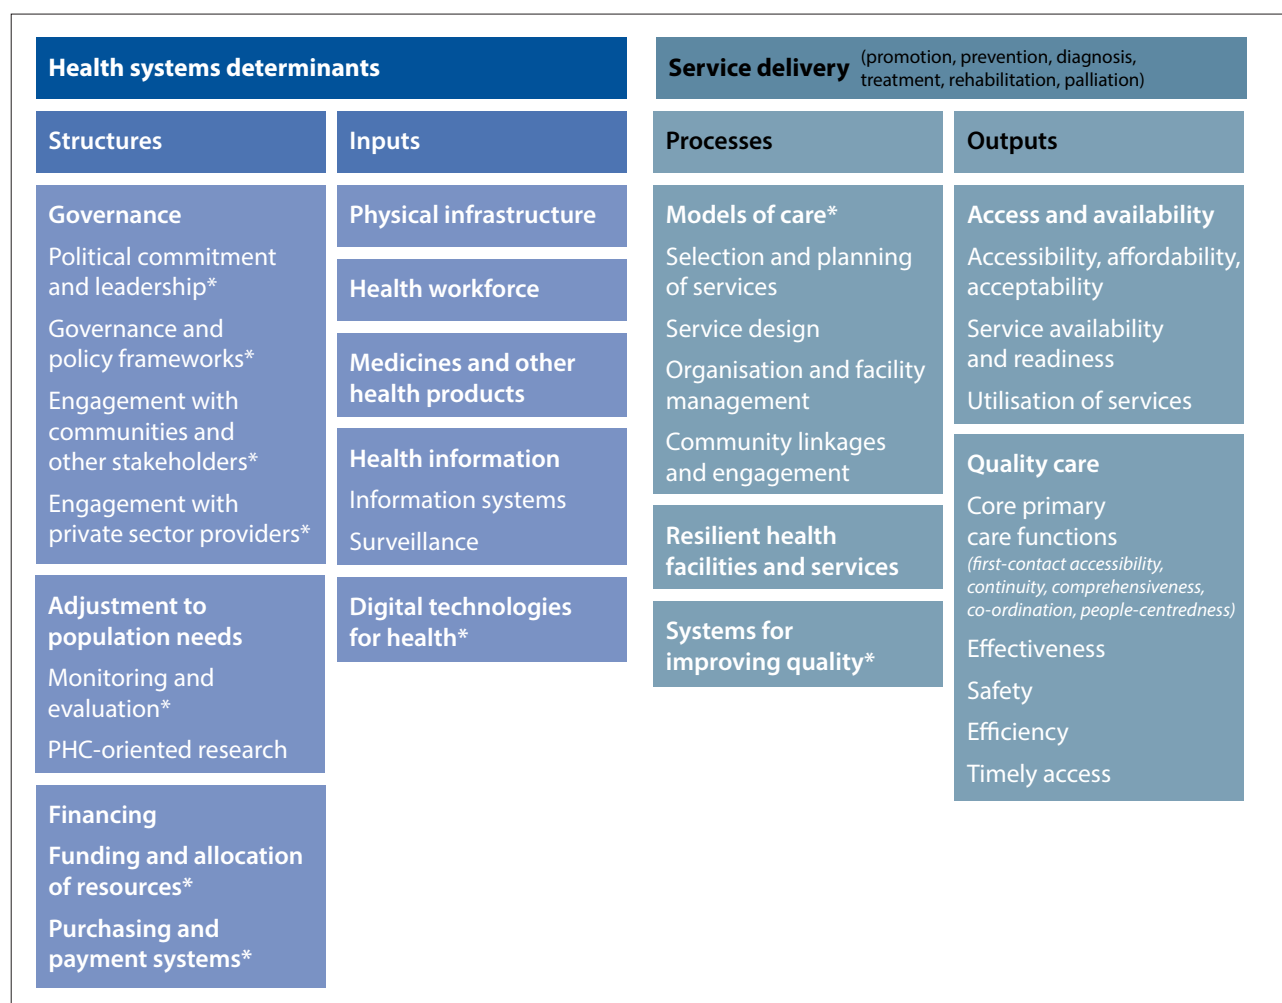 Health systems determinants
Structures
Governance
Political commitment
and leadership*
Governance and
policy frameworks*
Engagement with
communities and
other stakeholders*
Engagement with
private sector providers*
Adjustment to
population needs
Monitoring and
evaluation*
PHC-oriented research
Financing
Funding and allocation
of resources*
Purchasing and
payment systems*
Inputs
Physical infrastructure
Health workforce
Medicines and other
health products
Health information
Information systems
Surveillance
Digital technologies
for health*
Service delivery (promotion, prevention, diagnosis,
treatment, rehabilitation, palliation)
Processes
Models of care*
Selection and planning
of services
Service design
Organisation and facility
management
Community linkages
and engagement
Resilient health
facilities and services
Systems for
improving quality*
Outputs
Access and availability
Accessibility, affordability,
acceptability
Service availability
and readiness
Utilisation of services
Quality care
Core primary
care functions
(first-contact accessibility,
continuity, comprehensiveness,
co-ordination, people-centredness)
Effectiveness
Safety
Efficiency
Timely access